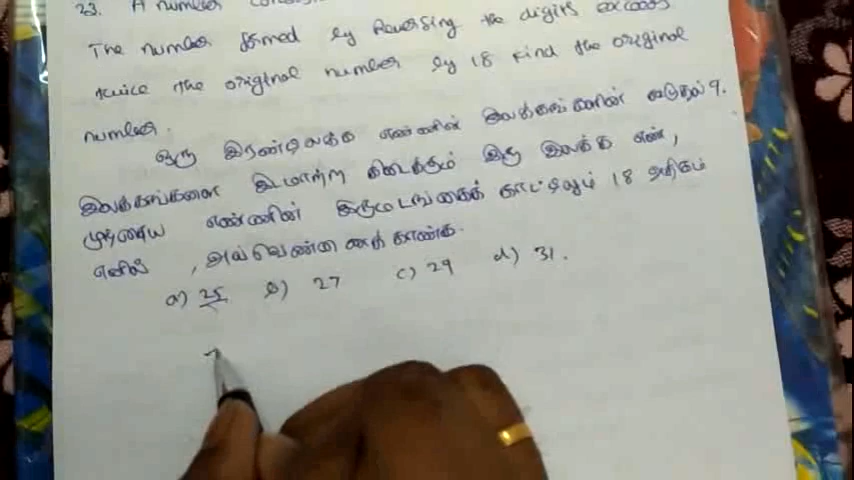 23. A number
The number formed by Reversing the digits exceeds
twice the original number by 18 Find the original
number.
ஒரு இரண்டிலக்க எண்ணின் இலக்கங்களின் கூடுதல் 9.
இலக்கங்களை இடமாற்ற கிடைக்கும் இரு இலக்க எண்,
முந்தைய எண்ணின் இருமடங்கைக் காட்டிலும் 18 அதிகம்
எனில் , அவ்வெண்ணைக் காண்க.
a) 25 b) 27 c) 29 d) 31.